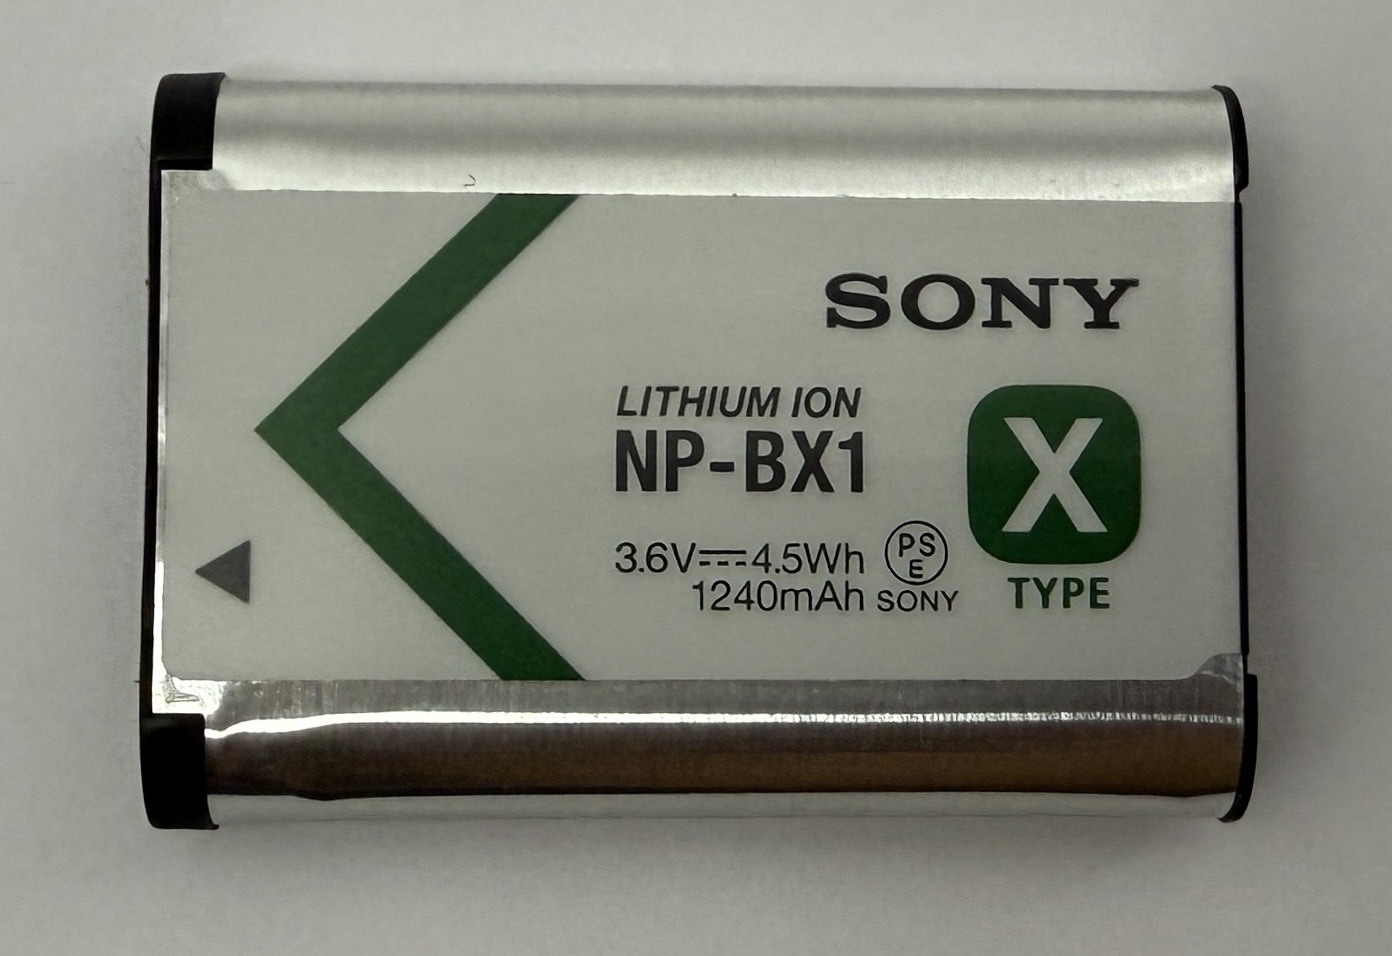 SONY
LITHIUM ION
NP-BX1
X
TYPE
3.6V⎓4.5Wh
1240mAh
PS
E
SONY